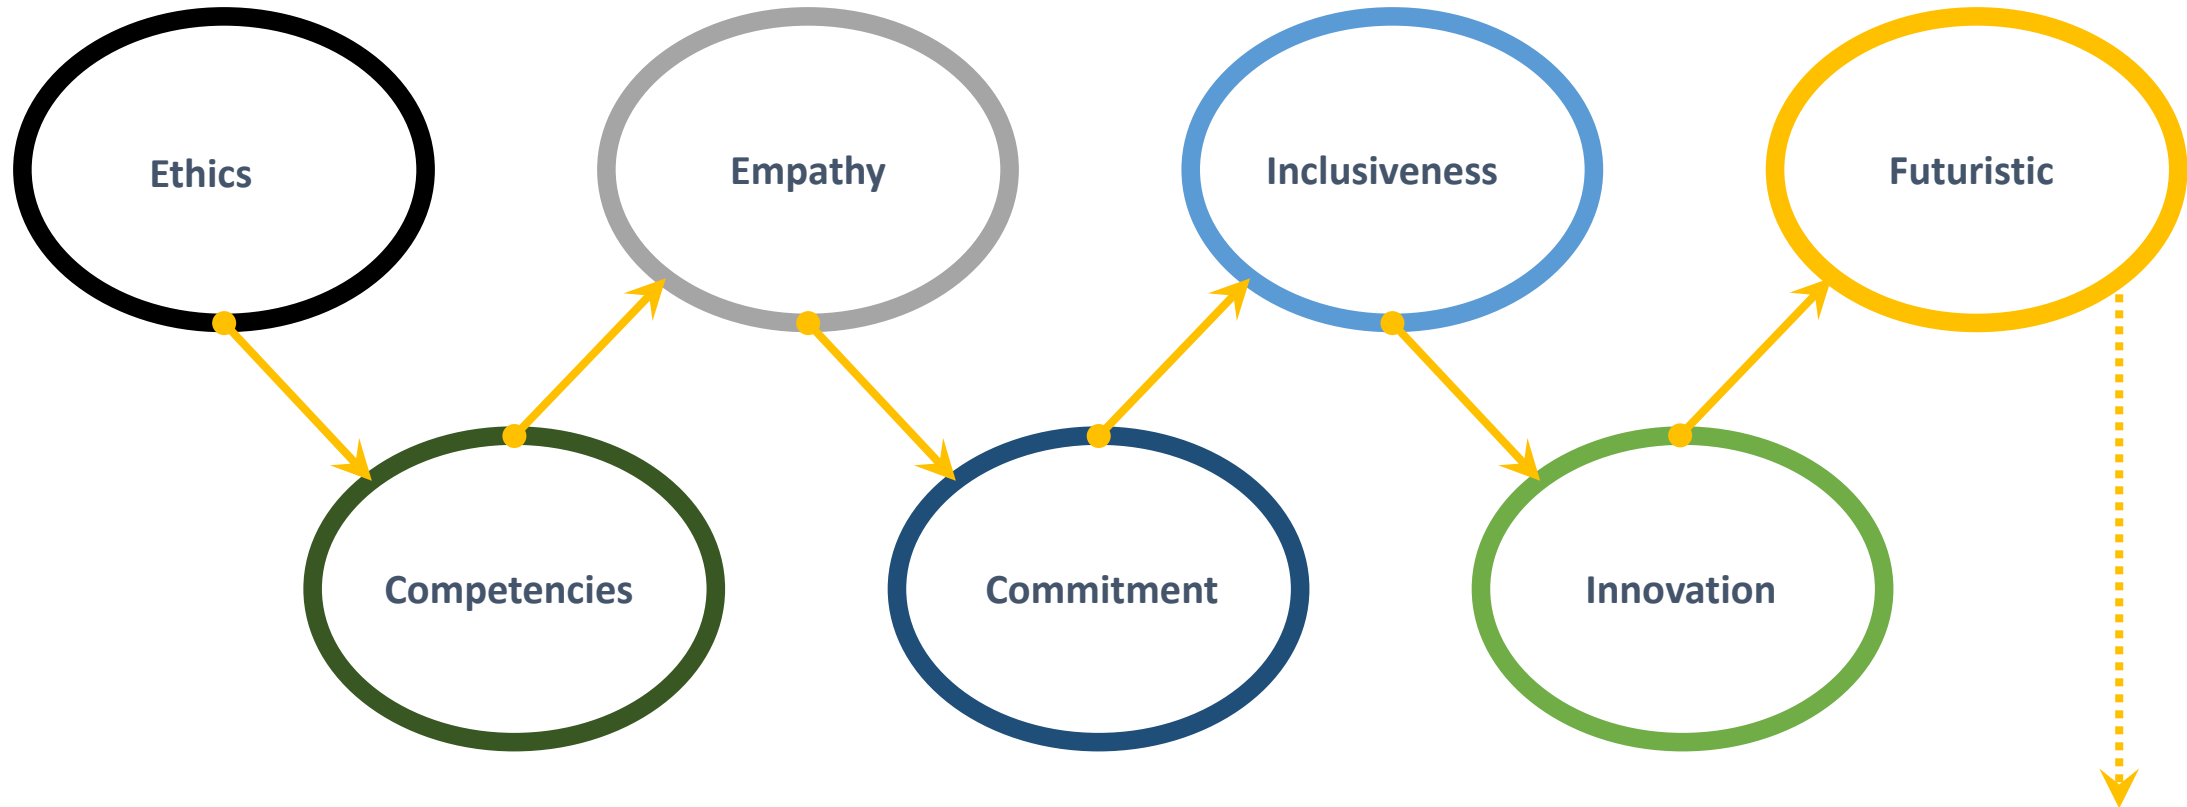 Ethics
Competencies
Empathy
Commitment
Inclusiveness
Innovation
Futuristic